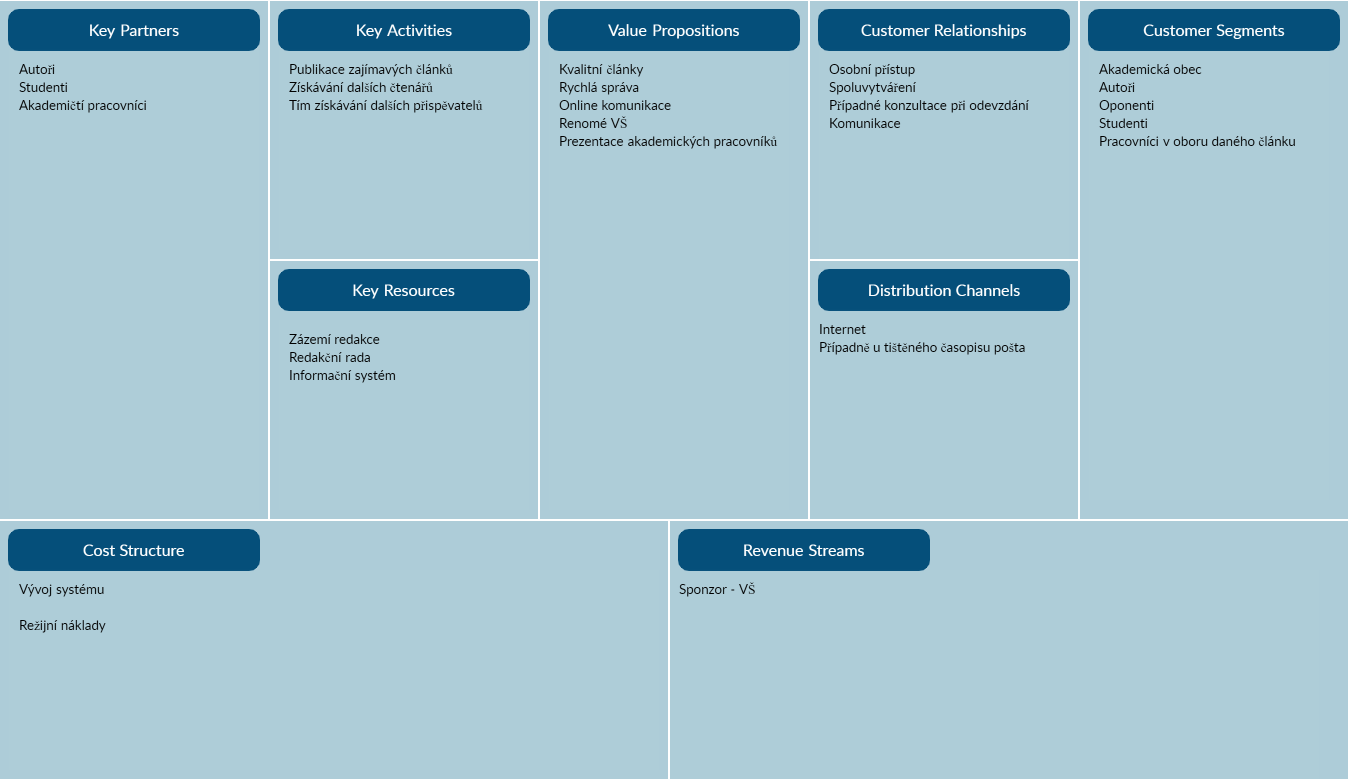 Key Partners
Autoři
Studenti
Akademičtí pracovníci
Key Activities
Publikace zajímavých článků
Získávání dalších čtenářů
Tím získávání dalších přispěvatelů
Key Resources
Zázemí redakce
Redakční rada
Informační systém
Value Propositions
Kvalitní články
Rychlá správa
Online komunikace
Renomé VŠ
Prezentace akademických pracovníků
Customer Relationships
Osobní přístup
Spoluvytváření
Případné konzultace při odevzdání
Komunikace
Distribution Channels
Internet
Případně u tištěného časopisu pošta
Customer Segments
Akademická obec
Autoři
Oponenti
Studenti
Pracovníci v oboru daného článku
Cost Structure
Vývoj systému
Režijní náklady
Revenue Streams
Sponzor - VŠ